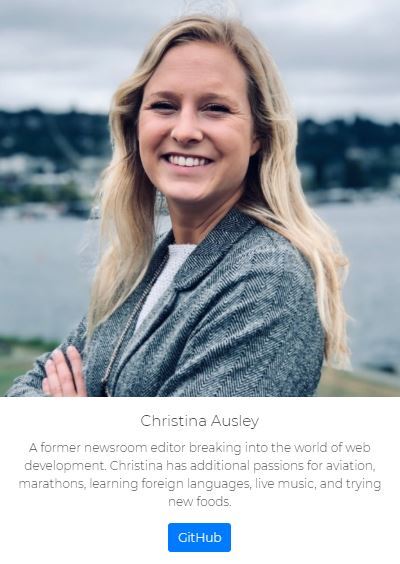 Christina Ausley
A former newsroom editor breaking into the world of web
development. Christina has additional passions for aviation,
marathons, learning foreign languages, live music, and trying
new foods.
GitHub